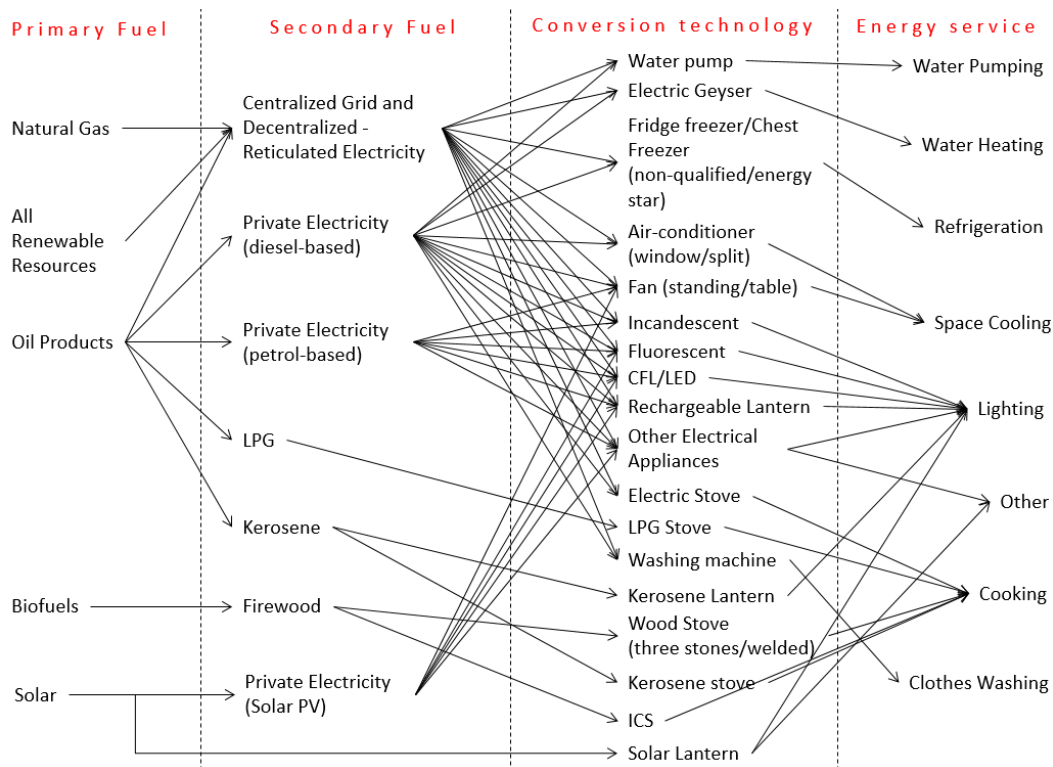 Primary Fuel
Secondary Fuel
Conversion technology
Energy service
Natural Gas
All
Renewable
Resources
Oil Products
Biofuels
Solar
Centralized Grid and
Decentralized -
Reticulated Electricity
Private Electricity
(diesel-based)
Private Electricity
(petrol-based)
LPG
Kerosene
Firewood
Private Electricity
(Solar PV)
Water pump
Electric Geyser
Fridge freezer/Chest
Freezer
(non-qualified/energy
star)
Air-conditioner
(window/split)
Fan (standing/table)
Incandescent
Fluorescent
CFL/LED
Rechargeable Lantern
Other Electrical
Appliances
Electric Stove
LPG Stove
Washing machine
Kerosene Lantern
Wood Stove
(three stones/welded)
Kerosene stove
ICS
Solar Lantern
Water Pumping
Water Heating
Refrigeration
Space Cooling
Lighting
Other
Cooking
Clothes Washing